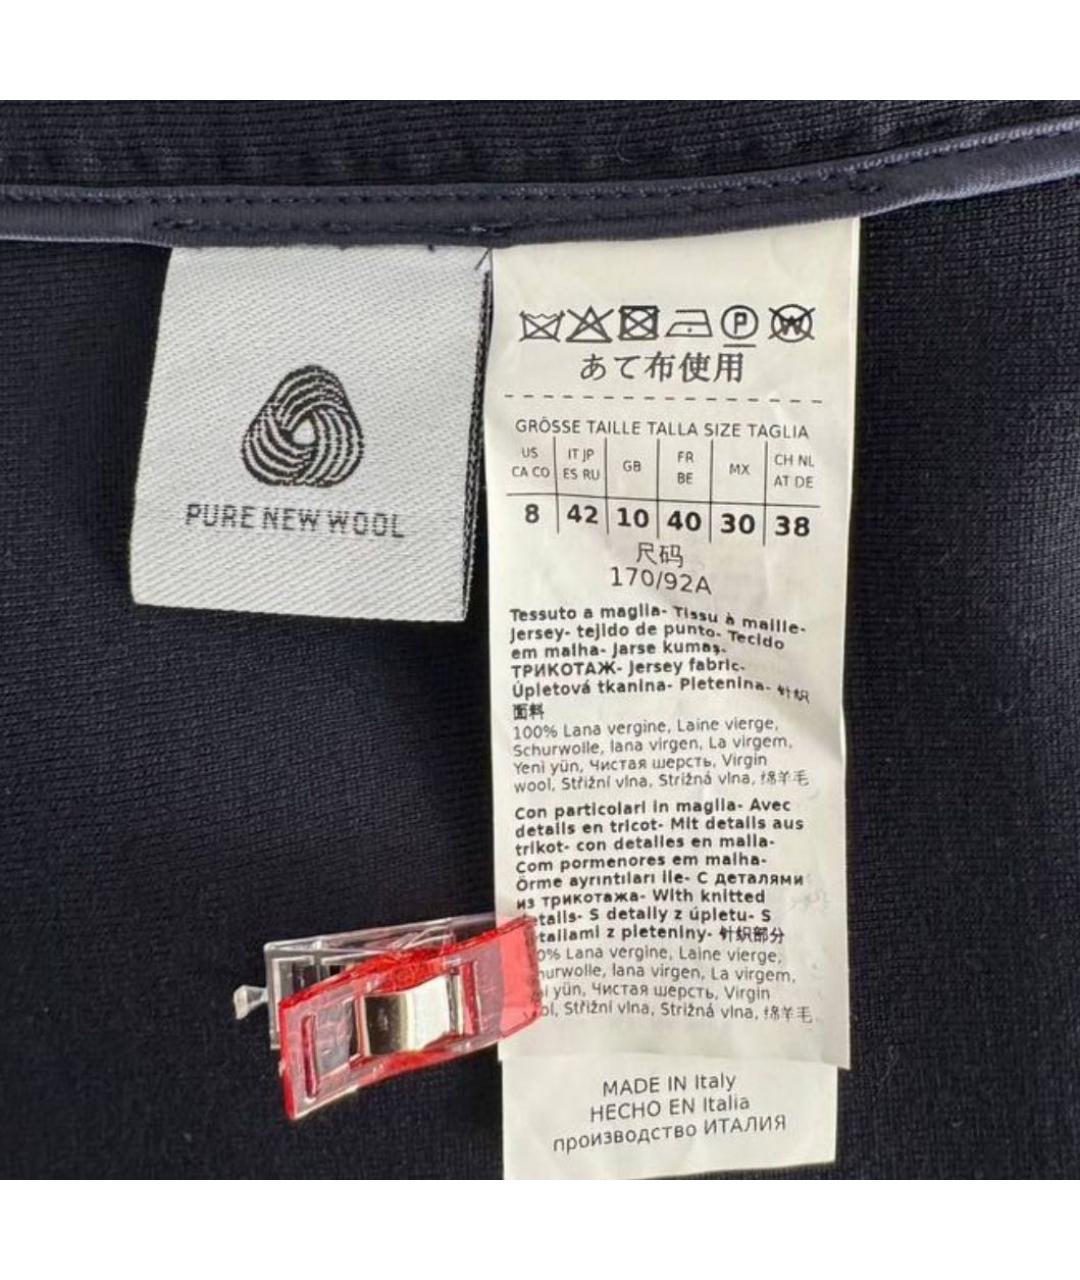 PURE NEW WOOL
P W
あて布使用
GRÖSSE TAILLE TALLA SIZE TAGLIA
US CA CO IT JP ES RU GB FR BE MX CH NL AT DE
8 42 10 40 30 38
尺码
170/92A
Tessuto a maglia- Tissu à maille-
Jersey- tejido de punto- Tecido
em malha- Jarse kumaş-
ТРИКОТАЖ- Jersey fabric-
Úpletová tkanina- Pletenina- 针织
面料
100% Lana vergine, Laine vierge,
Schurwolle, lana virgen, La virgem,
Yeni yün, Чистая шерсть, Virgin
wool, Střižní vlna, Strižná vlna, 绵羊毛
Con particolari in maglia- Avec
details en tricot- Mit details aus
trikot- con detalles en malla-
Com pormenores em malha-
Örme ayrıntıları ile- С деталями
из трикотажа- With knitted
etails- S detaily z úpletu- S
tailami z pleteniny- 针织部分
0% Lana vergine, Laine vierge,
hurwolle, lana virgen, La virgem,
i yün, Чистая шерсть, Virgin
ol, Střižní vlna, Strižná vlna, 绵羊毛
MADE IN Italy
HECHO EN Italia
производство ИТАЛИЯ